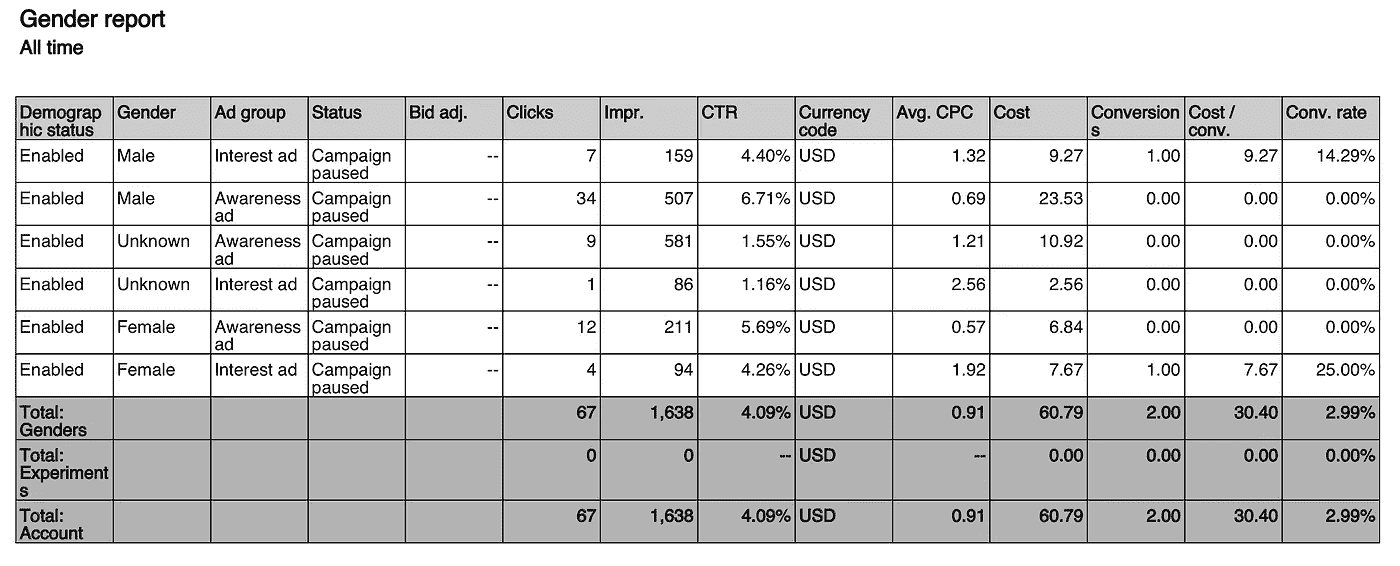 Gender report
All time
Demograp hic status Gender Ad group Status Bid adj. Clicks Impr. CTR Currency code Avg. CPC Cost Conversion s Cost / conv. Conv. rate
Enabled Male Interest ad Campaign paused -- 7 159 4.40% USD 1.32 9.27 1.00 9.27 14.29%
Enabled Male Awareness ad Campaign paused -- 34 507 6.71% USD 0.69 23.53 0.00 0.00 0.00%
Enabled Unknown Awareness ad Campaign paused -- 9 581 1.55% USD 1.21 10.92 0.00 0.00 0.00%
Enabled Unknown Interest ad Campaign paused -- 1 86 1.16% USD 2.56 2.56 0.00 0.00 0.00%
Enabled Female Awareness ad Campaign paused -- 12 211 5.69% USD 0.57 6.84 0.00 0.00 0.00%
Enabled Female Interest ad Campaign paused -- 4 94 4.26% USD 1.92 7.67 1.00 7.67 25.00%
Total: Genders 67 1,638 4.09% USD 0.91 60.79 2.00 30.40 2.99%
Total: Experiment s 0 0 -- USD -- 0.00 0.00 0.00 0.00%
Total: Account 67 1,638 4.09% USD 0.91 60.79 2.00 30.40 2.99%